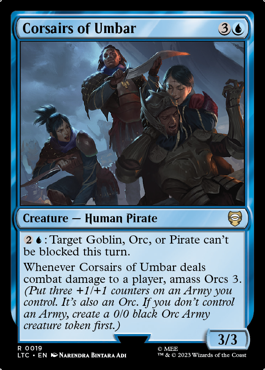 Corsairs of Umbar 3
Creature — Human Pirate
2 : Target Goblin, Orc, or Pirate can't
be blocked this turn.
Whenever Corsairs of Umbar deals
combat damage to a player, amass Orcs 3.
(Put three +1/+1 counters on an Army you
control. It's also an Orc. If you don't control
an Army, create a 0/0 black Orc Army
creature token first.)
3/3
R 0019
LTC • EN Narendra Bintara Adi
© MEE
™ & © 2023 Wizards of the Coast